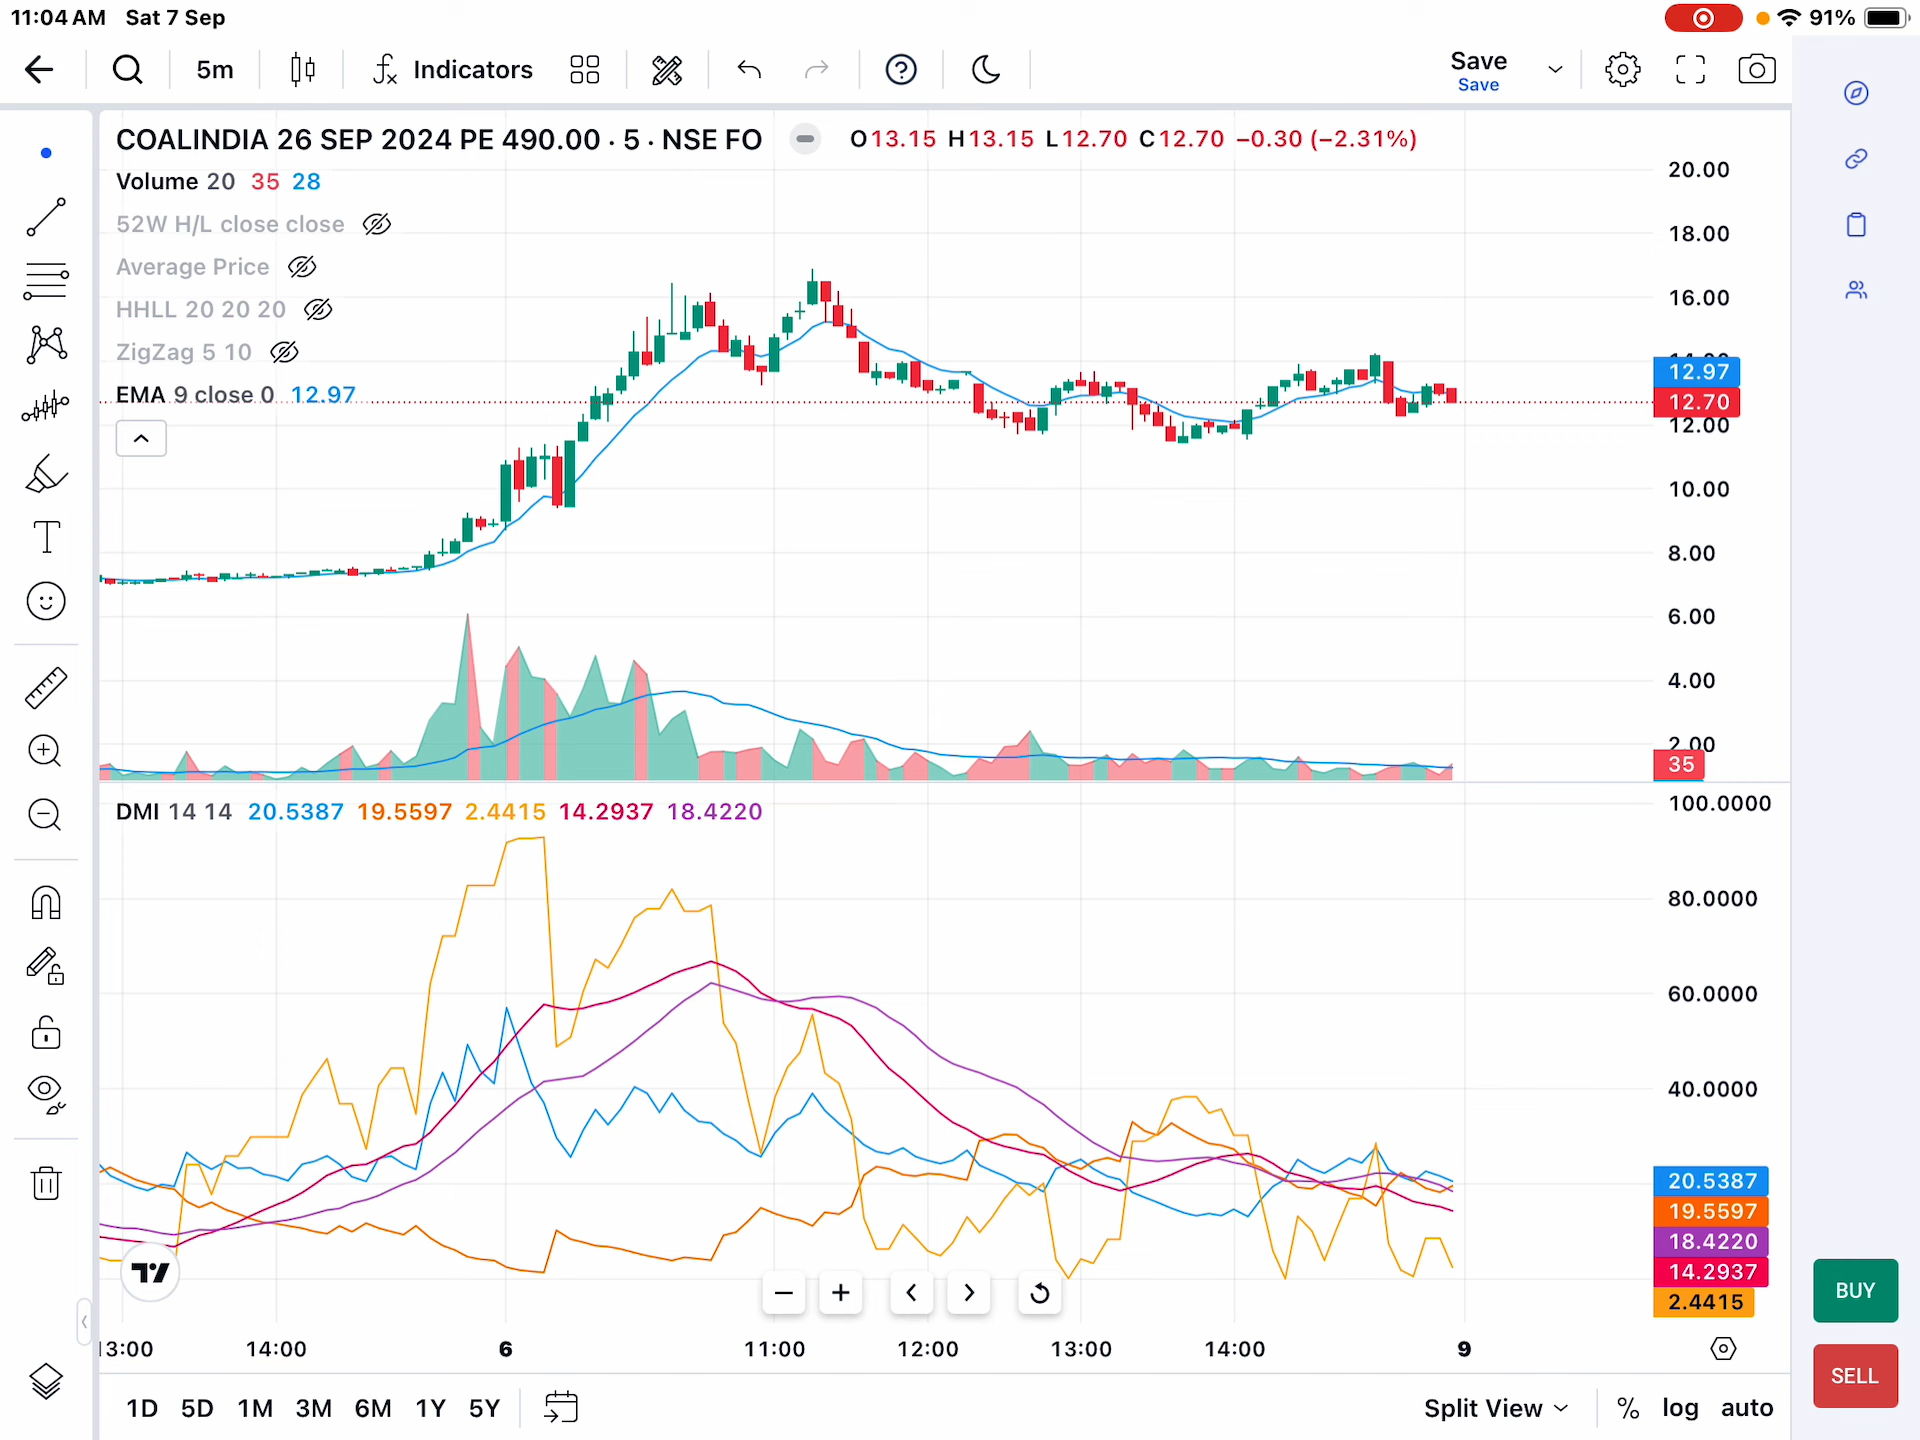 11:04 AM Sat 7 Sep 91%
5m Indicators Save
Save
COALINDIA 26 SEP 2024 PE 490.00 · 5 · NSE FO O13.15 H13.15 L12.70 C12.70 −0.30 (−2.31%)
Volume 20 35 28
52W H/L close close
Average Price
HHLL 20 20 20
ZigZag 5 10
EMA 9 close 0 12.97
20.00
18.00
16.00
12.97
12.70
12.00
10.00
8.00
6.00
4.00
2.00
35
DMI 14 14 20.5387 19.5597 2.4415 14.2937 18.4220
100.0000
80.0000
60.0000
40.0000
20.5387
19.5597
18.4220
14.2937
2.4415
BUY
SELL
13:00 14:00 6 11:00 12:00 13:00 14:00 9
1D 5D 1M 3M 6M 1Y 5Y Split View % log auto